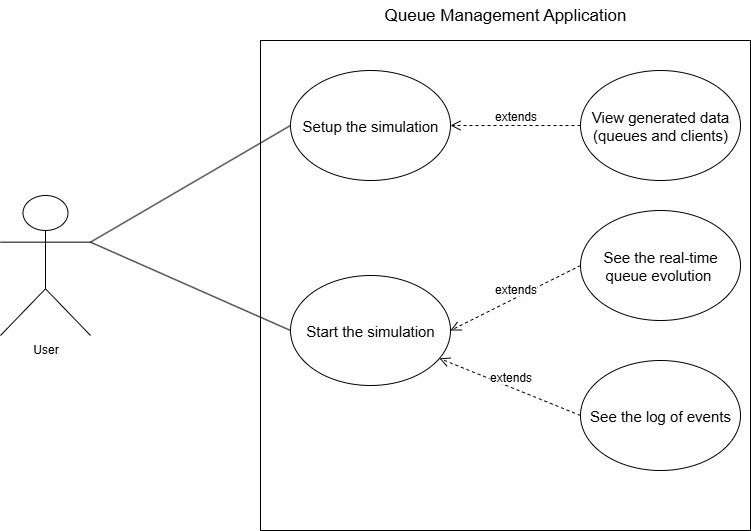 Queue Management Application
Setup the simulation
extends
View generated data
(queues and clients)
See the real-time
queue evolution
extends
Start the simulation
User
extends
See the log of events